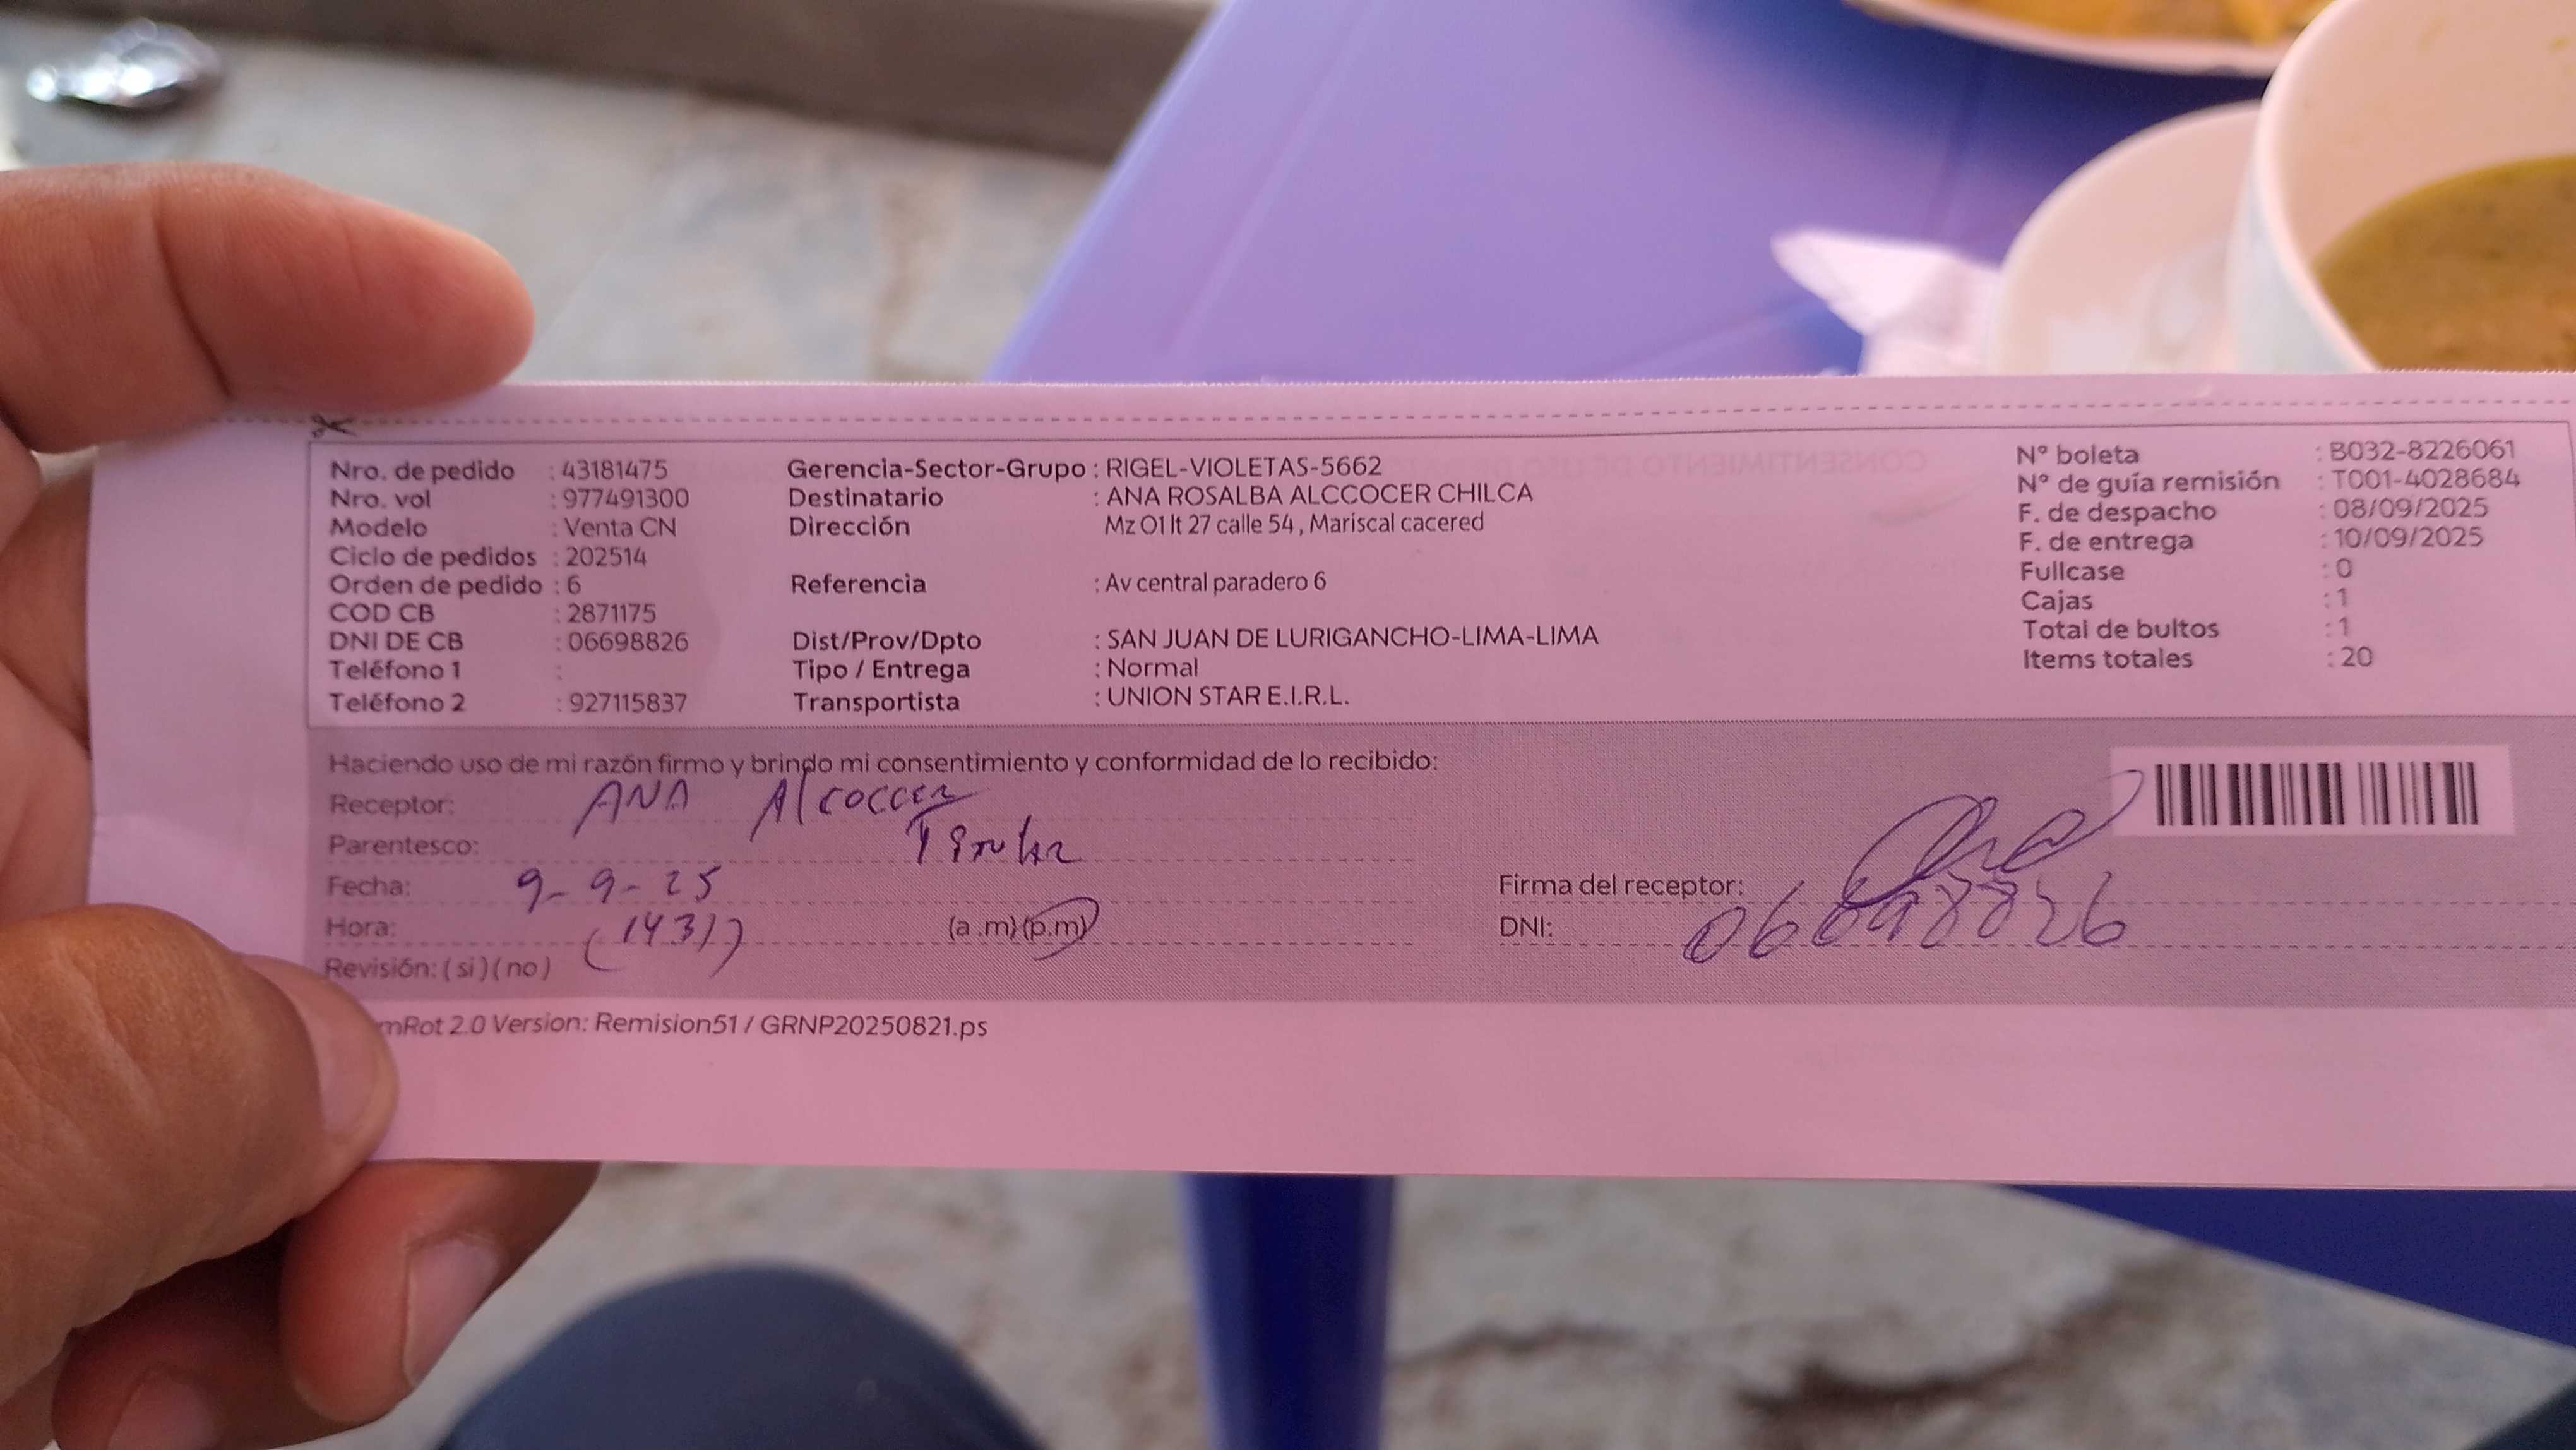 Nro. de pedido : 43181475
Nro. vol : 977491300
Modelo : Venta CN
Ciclo de pedidos : 202514
Orden de pedido : 6
COD CB : 2871175
DNI DE CB : 06698826
Teléfono 1 :
Teléfono 2 : 927115837
Gerencia-Sector-Grupo : RIGEL-VIOLETAS-5662
Destinatario : ANA ROSALBA ALCCOCER CHILCA
Dirección Mz O1 lt 27 calle 54 , Mariscal cacered
Referencia : Av central paradero 6
Dist/Prov/Dpto : SAN JUAN DE LURIGANCHO-LIMA-LIMA
Tipo / Entrega : Normal
Transportista : UNION STAR E.I.R.L.
N° boleta : B032-8226061
N° de guía remisión : T001-4028684
F. de despacho : 08/09/2025
F. de entrega : 10/09/2025
Fullcase : 0
Cajas : 1
Total de bultos : 1
Items totales : 20
Haciendo uso de mi razón firmo y brindo mi consentimiento y conformidad de lo recibido:
Receptor: ANA Alcoccer
Parentesco: Titular
Fecha: 9-9-25
Hora: (1431) (a .m)(p.m)
Revisión: ( si )( no )
Firma del receptor:
DNI: 06698826
mRot 2.0 Version: Remision51 / GRNP20250821.ps